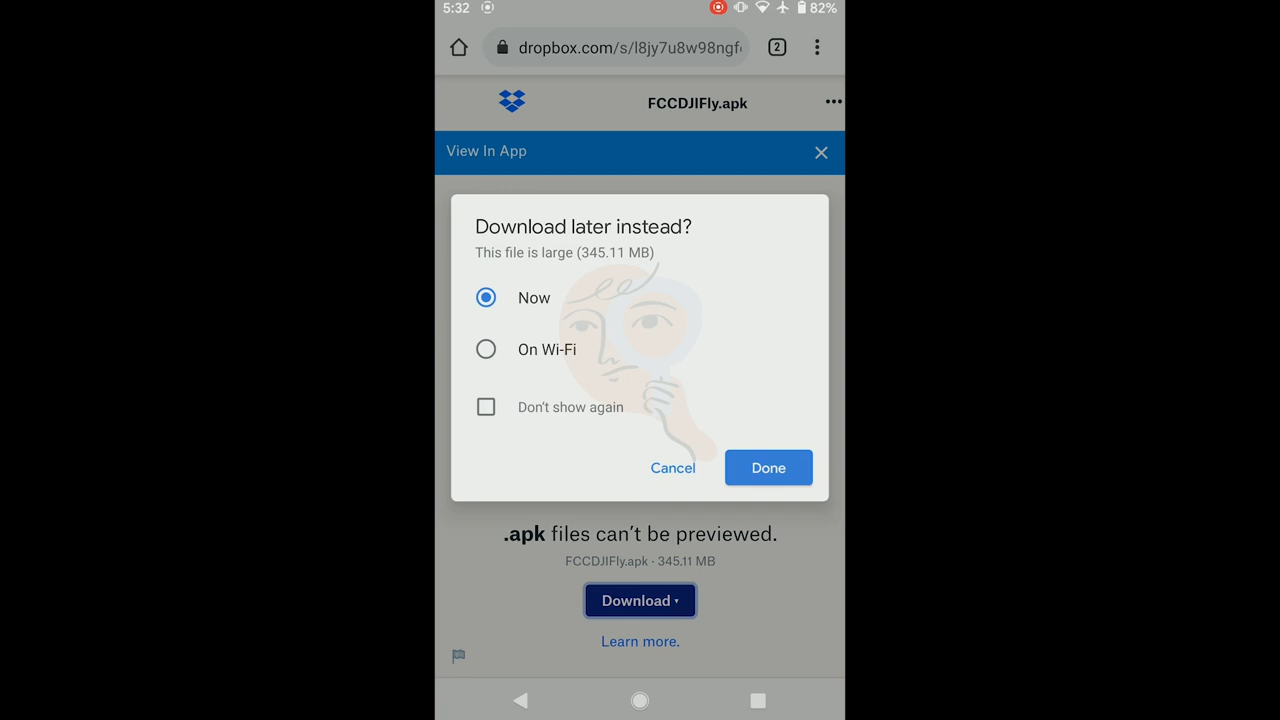 5:32
82%
dropbox.com/s/l8jy7u8w98ngf
2
FCCDJIFly.apk
View In App
Download later instead?
This file is large (345.11 MB)
Now
On Wi-Fi
Don't show again
Cancel
Done
.apk files can't be previewed.
FCCDJIFly.apk · 345.11 MB
Download
Learn more.